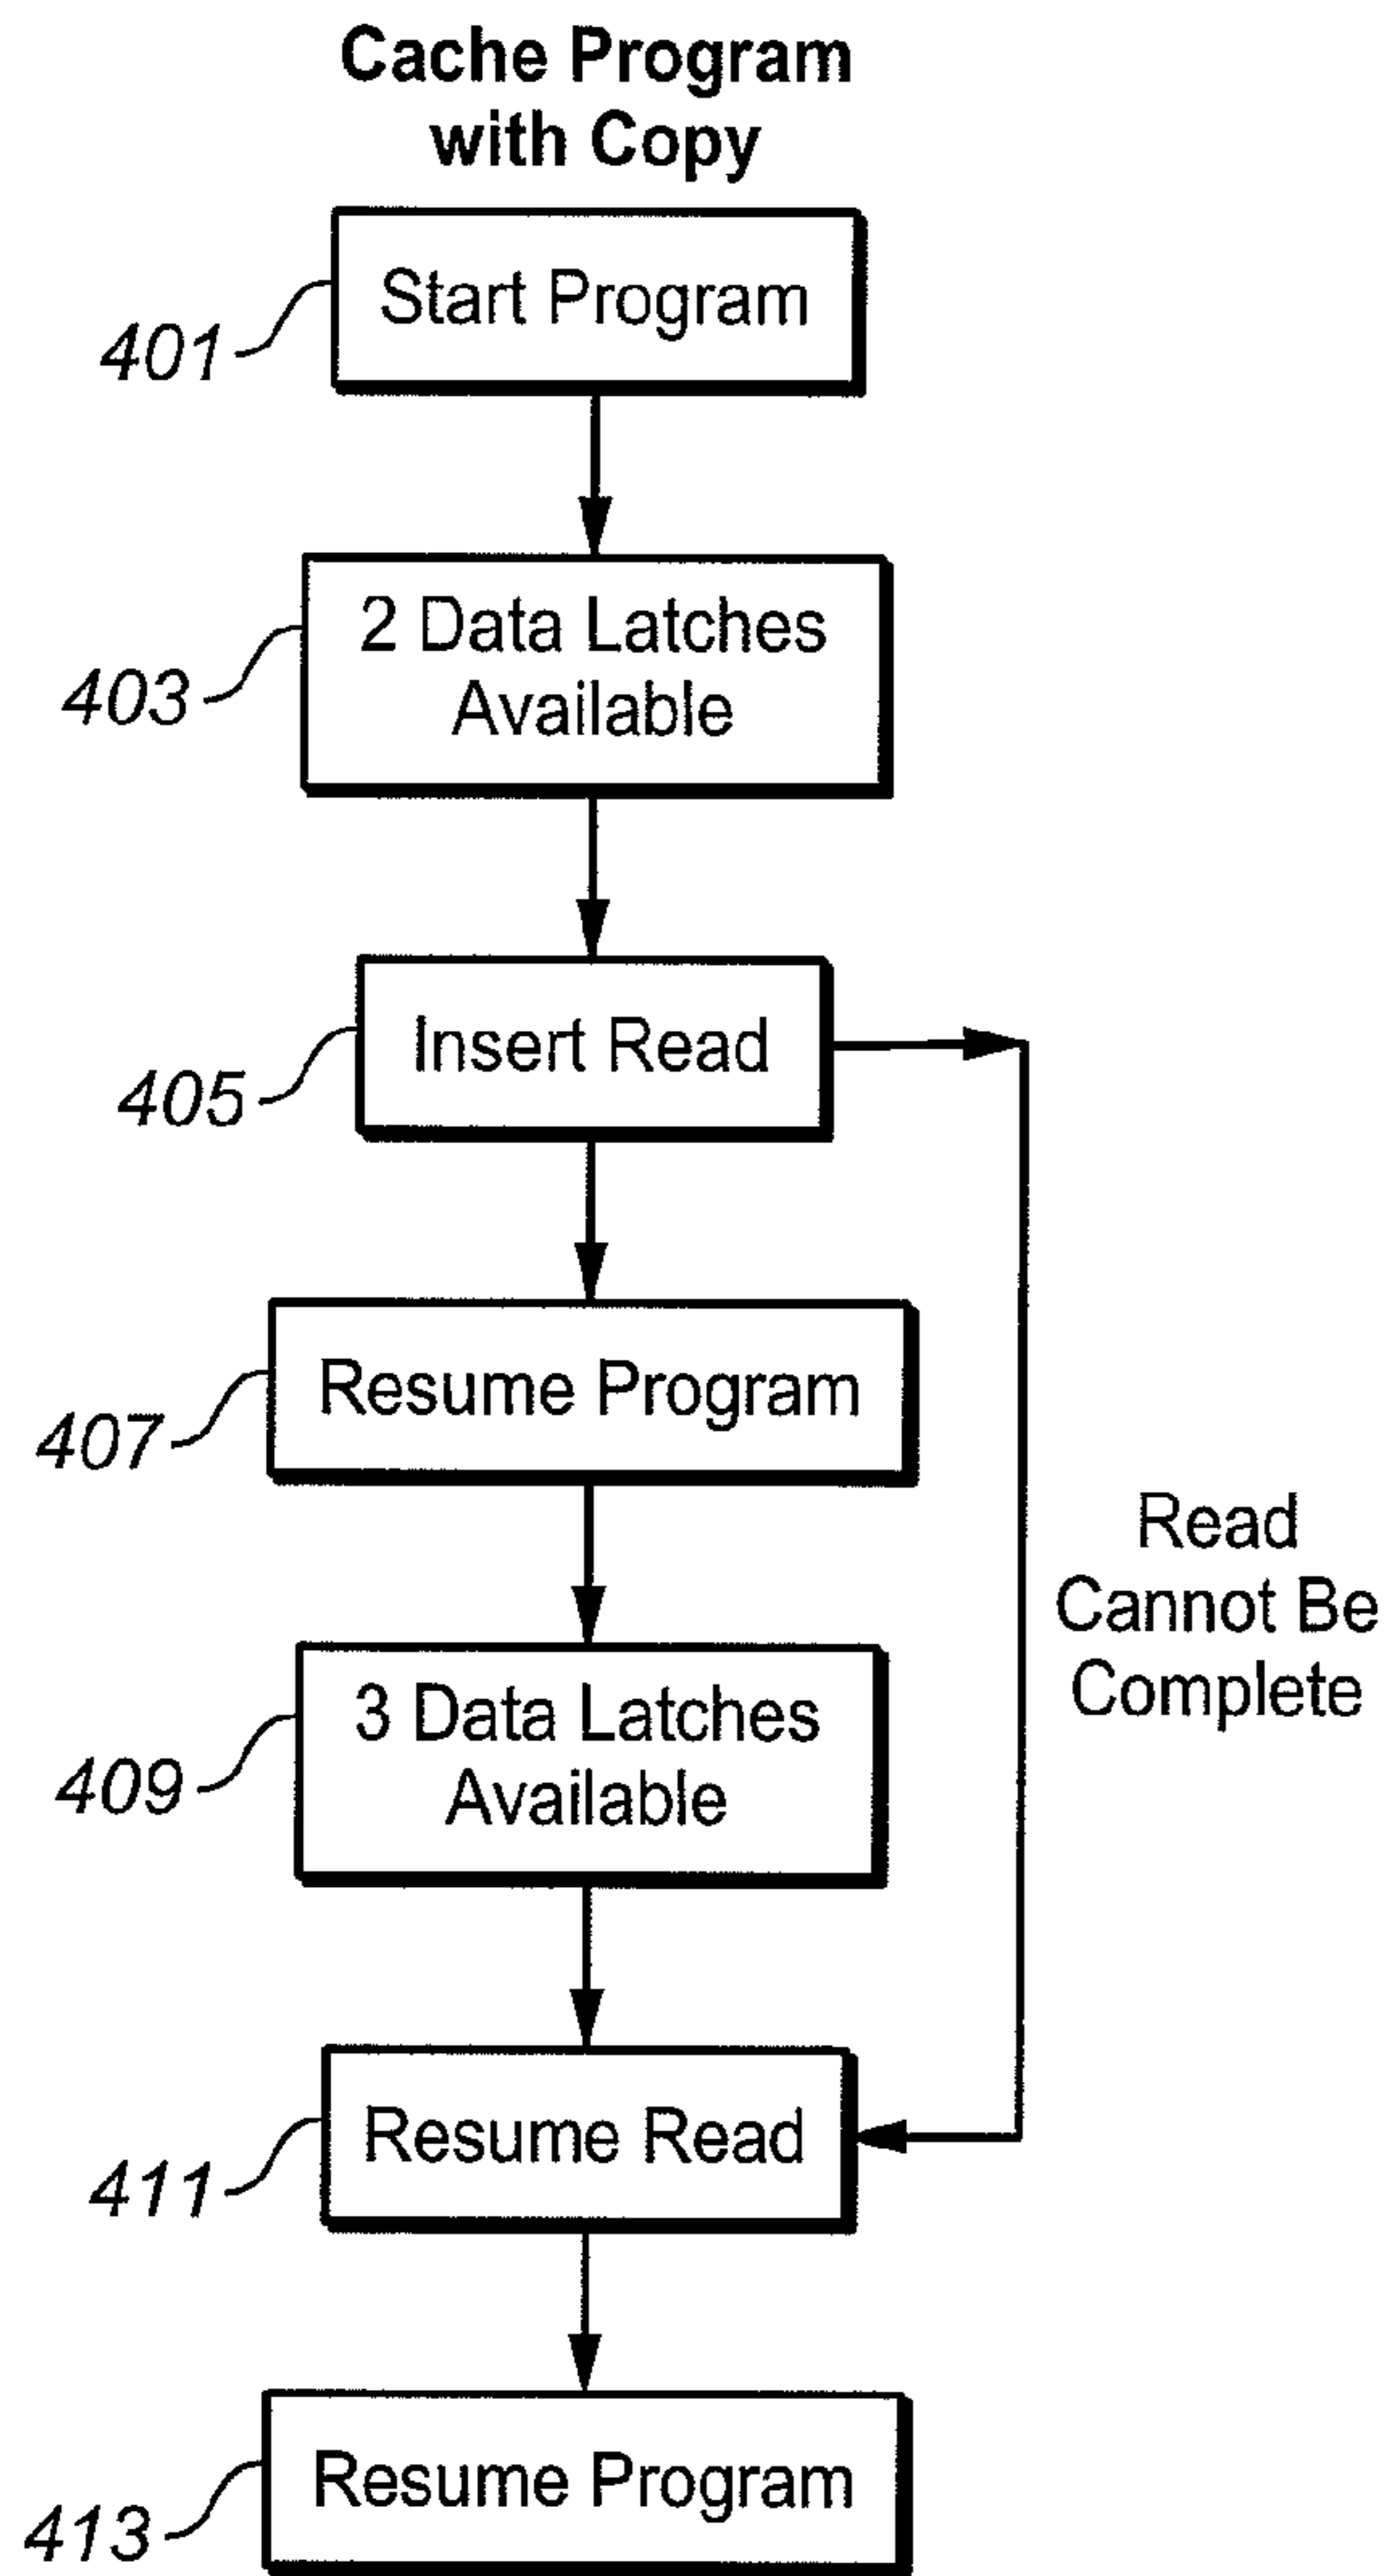 Cache Program
with Copy
Start Program
401
2 Data Latches
Available
403
Insert Read
405
Resume Program
407
Read
Cannot Be
Complete
3 Data Latches
Available
409
Resume Read
411
Resume Program
413